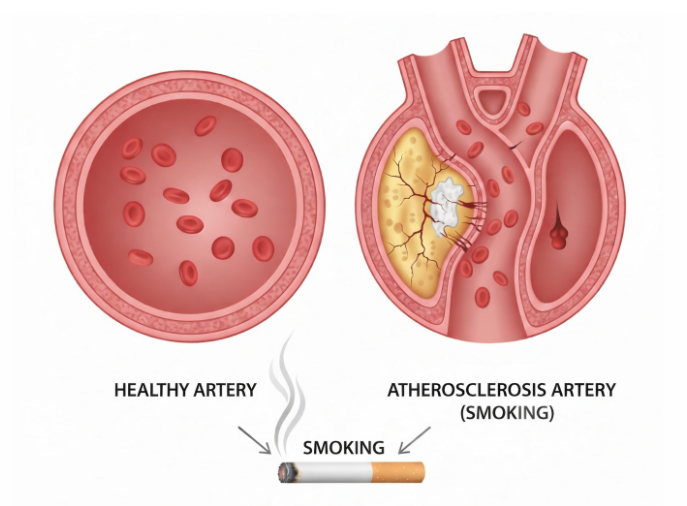 HEALTHY ARTERY
ATHEROSCLEROSIS ARTERY
(SMOKING)
SMOKING